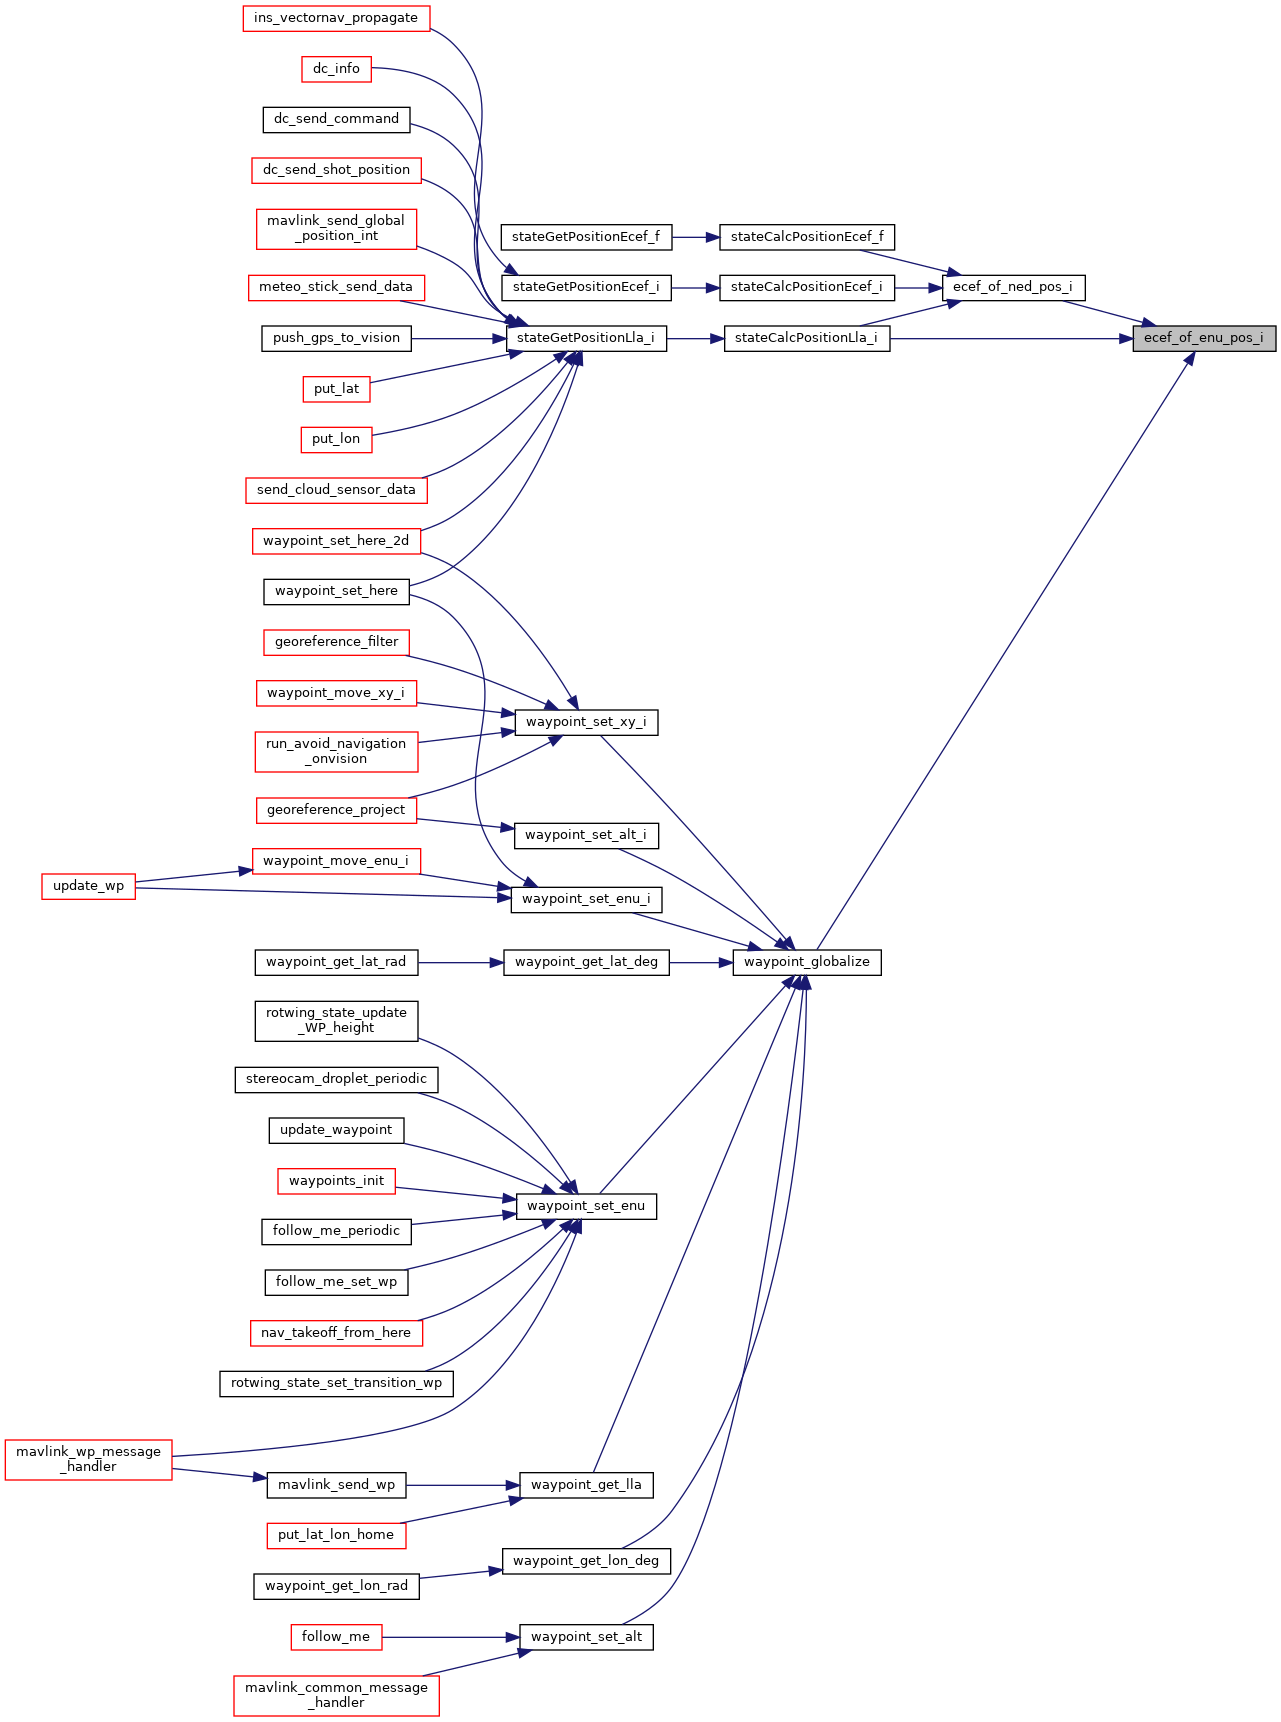 ins_vectornav_propagate
dc_info
dc_send_command
dc_send_shot_position
mavlink_send_global
_position_int
stateGetPositionEcef_f
stateCalcPositionEcef_f
meteo_stick_send_data
stateGetPositionEcef_i
stateCalcPositionEcef_i
ecef_of_ned_pos_i
push_gps_to_vision
stateGetPositionLla_i
stateCalcPositionLla_i
ecef_of_enu_pos_i
put_lat
put_lon
send_cloud_sensor_data
waypoint_set_here_2d
waypoint_set_here
georeference_filter
waypoint_move_xy_i
waypoint_set_xy_i
run_avoid_navigation
_onvision
georeference_project
waypoint_set_alt_i
waypoint_move_enu_i
update_wp
waypoint_set_enu_i
waypoint_get_lat_rad
waypoint_get_lat_deg
waypoint_globalize
rotwing_state_update
_WP_height
stereocam_droplet_periodic
update_waypoint
waypoints_init
waypoint_set_enu
follow_me_periodic
follow_me_set_wp
nav_takeoff_from_here
rotwing_state_set_transition_wp
mavlink_wp_message
_handler
mavlink_send_wp
waypoint_get_lla
put_lat_lon_home
waypoint_get_lon_deg
waypoint_get_lon_rad
follow_me
waypoint_set_alt
mavlink_common_message
_handler